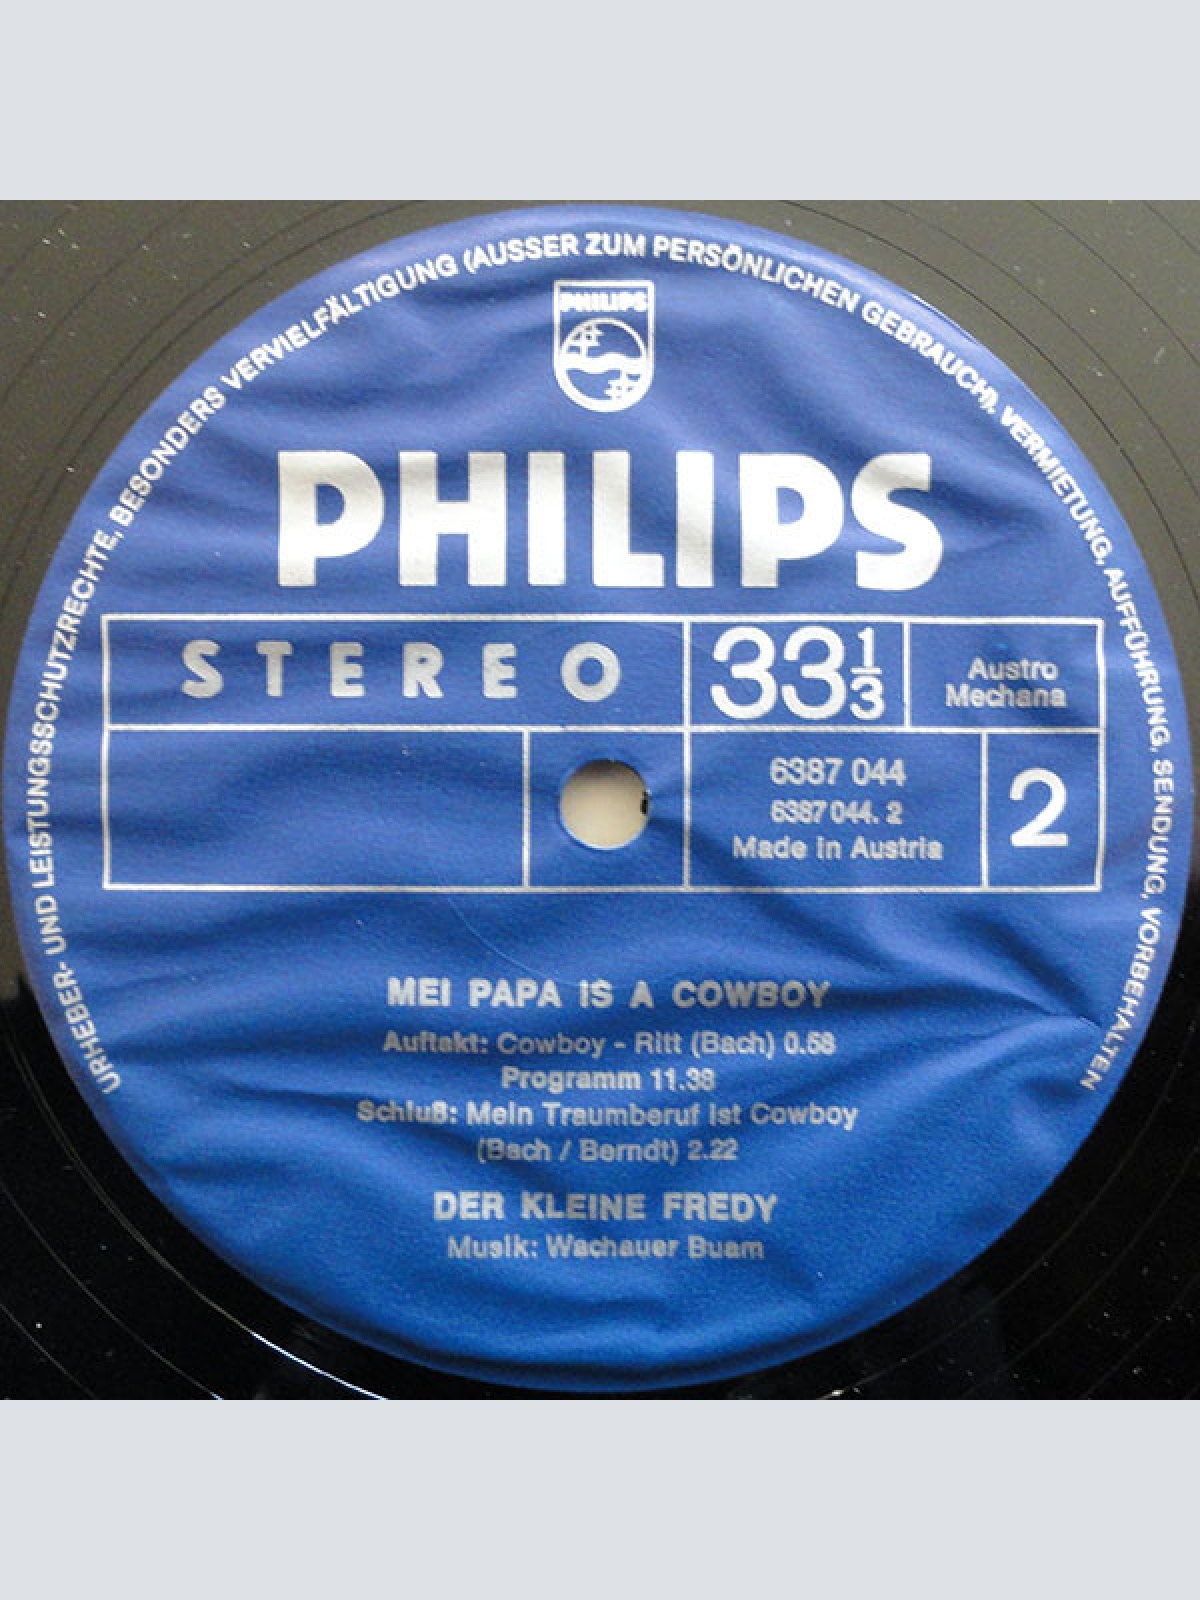 URHEBER- UND LEISTUNGSSCHUTZRECHTE, BESONDERS VERVIELFÄLTIGUNG (AUSSER ZUM PERSÖNLICHEN GEBRAUCH), VERMIETUNG, AUFFÜHRUNG, SENDUNG, VORBEHALTEN
PHILIPS
PHILIPS
STEREO
33 1/3
Austro
Mechana
6387 044
6387 044. 2
Made in Austria
2
MEI PAPA IS A COWBOY
Auftakt: Cowboy - Ritt (Bach) 0.58
Programm 11.38
Schluß: Mein Traumberuf ist Cowboy
(Bach / Berndt) 2.22
DER KLEINE FREDY
Musik: Wachauer Buam